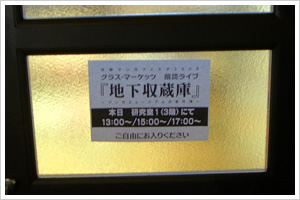 グラス・マーケッツ 朗読ライブ
『地下収蔵庫』
本日 研究室1(3階)にて
13:00～/15:00～/17:00～
ご自由にお入りください